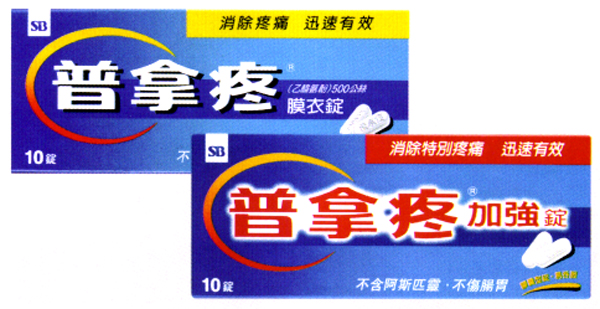 SB
消除疼痛 迅速有效
普拿疼®
(乙醯氨酚)500公絲
膜衣錠
10錠
不
SB
消除特別疼痛 迅速有效
普拿疼®加強錠
10錠
不含阿斯匹靈·不傷腸胃